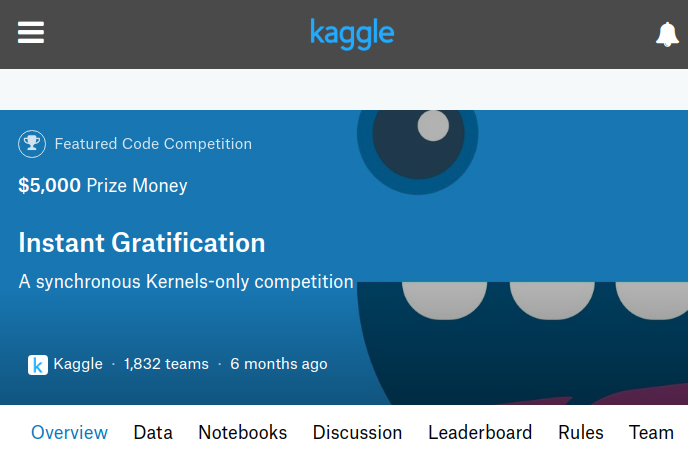 kaggle
Featured Code Competition
$5,000 Prize Money
Instant Gratification
A synchronous Kernels-only competition
k Kaggle · 1,832 teams · 6 months ago
Overview Data Notebooks Discussion Leaderboard Rules Team